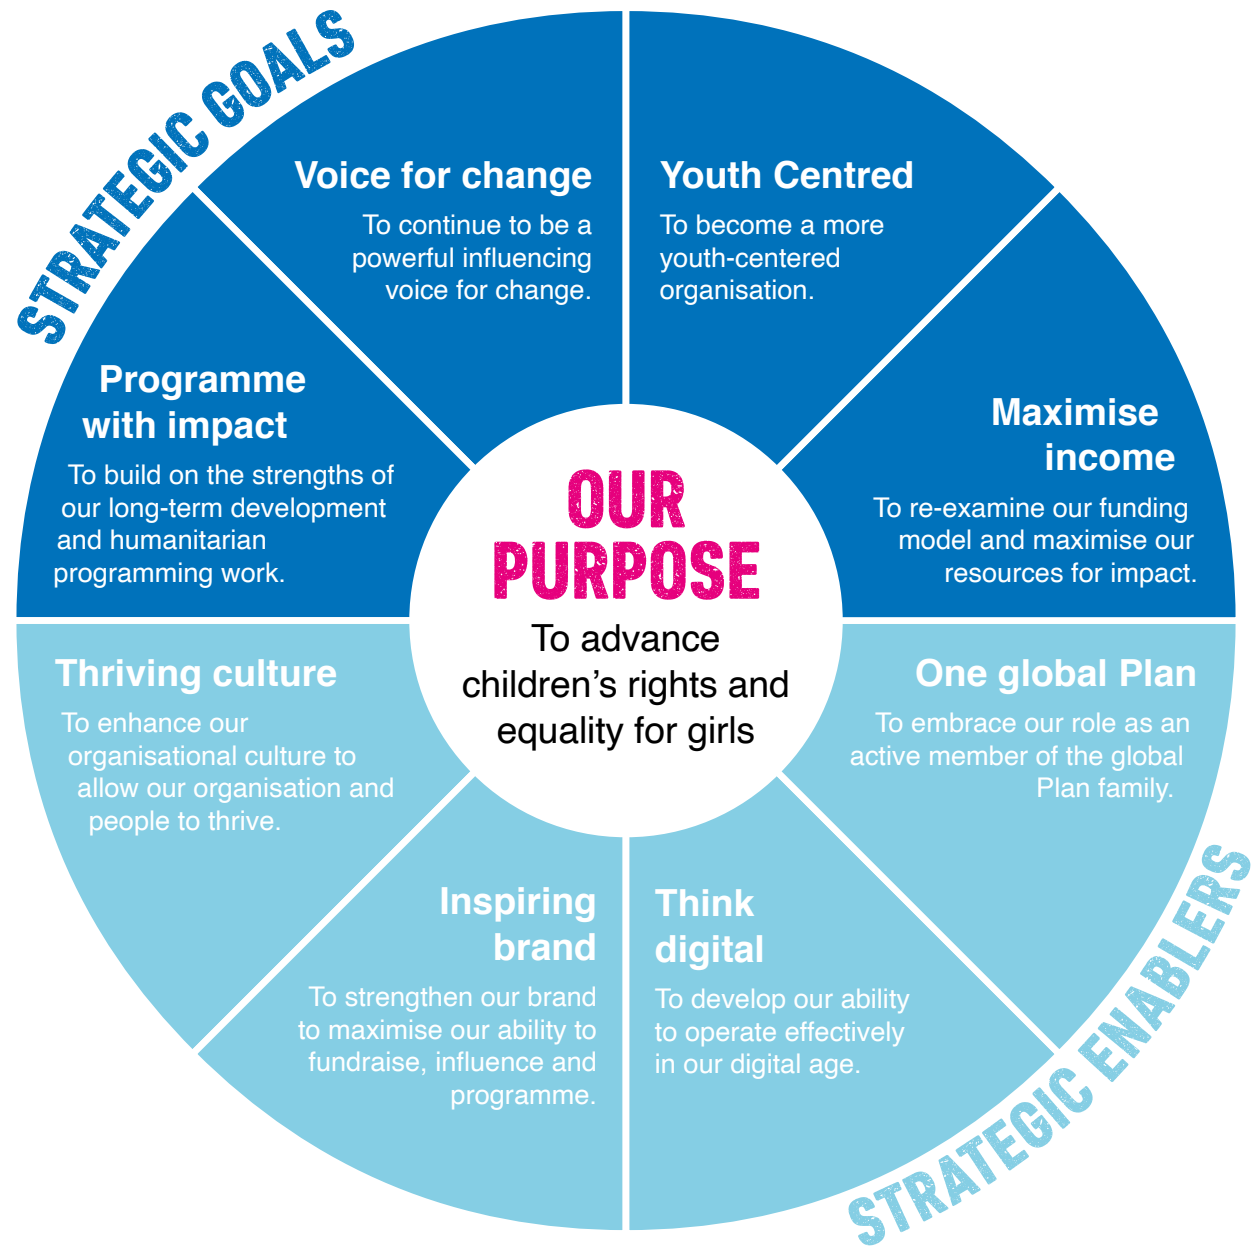 STRATEGIC GOALS
Voice for change
To continue to be a
powerful influencing
voice for change.
Youth Centred
To become a more
youth-centered
organisation.
Programme
with impact
To build on the strengths of
our long-term development
and humanitarian
programming work.
Maximise
income
To re-examine our funding
model and maximise our
resources for impact.
OUR
PURPOSE
To advance
children’s rights and
equality for girls
Thriving culture
To enhance our
organisational culture to
allow our organisation and
people to thrive.
One global Plan
To embrace our role as an
active member of the global
Plan family.
Inspiring
brand
To strengthen our brand
to maximise our ability to
fundraise, influence and
programme.
Think
digital
To develop our ability
to operate effectively
in our digital age.
STRATEGIC ENABLERS